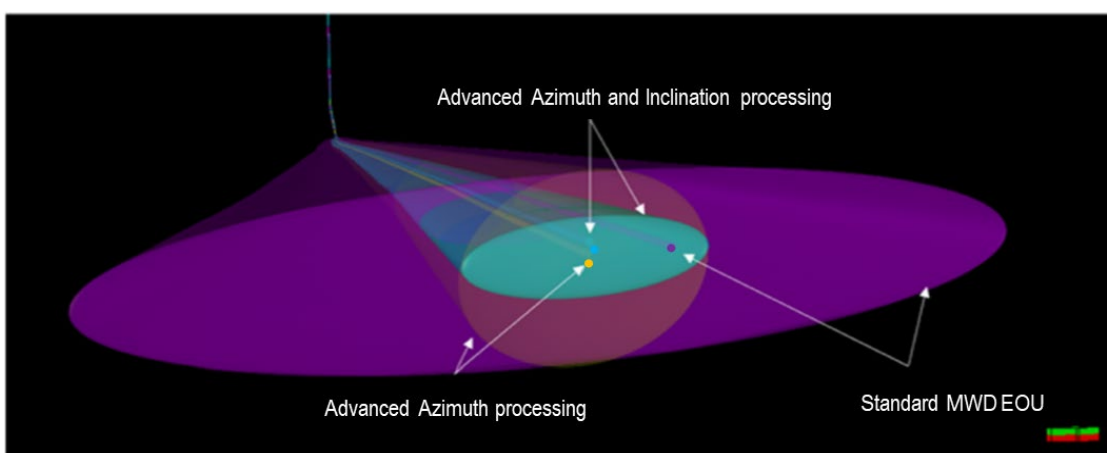 Advanced Azimuth and Inclination processing
Advanced Azimuth processing
Standard MWD EOU